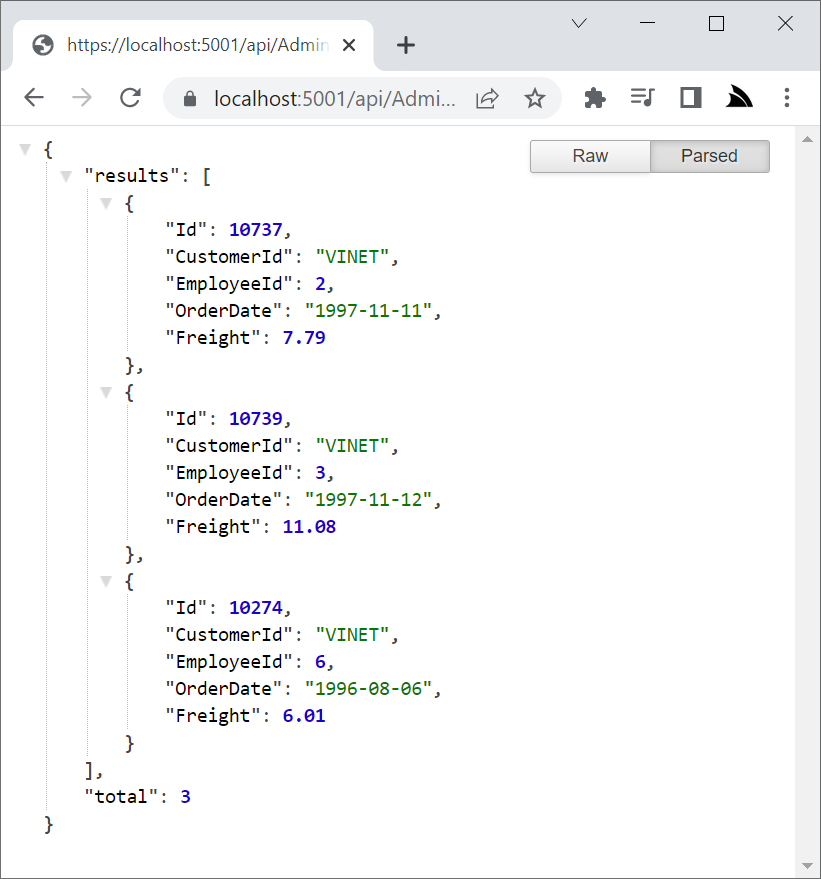 https://localhost:5001/api/Admin
localhost:5001/api/Admi...
Raw Parsed
{
"results": [
{
"Id": 10737,
"CustomerId": "VINET",
"EmployeeId": 2,
"OrderDate": "1997-11-11",
"Freight": 7.79
},
{
"Id": 10739,
"CustomerId": "VINET",
"EmployeeId": 3,
"OrderDate": "1997-11-12",
"Freight": 11.08
},
{
"Id": 10274,
"CustomerId": "VINET",
"EmployeeId": 6,
"OrderDate": "1996-08-06",
"Freight": 6.01
}
],
"total": 3
}